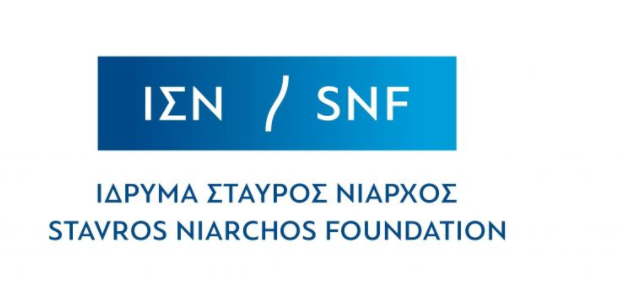 ΙΣΝ / SNF
ΙΔΡΥΜΑ ΣΤΑΥΡΟΣ ΝΙΑΡΧΟΣ
STAVROS NIARCHOS FOUNDATION